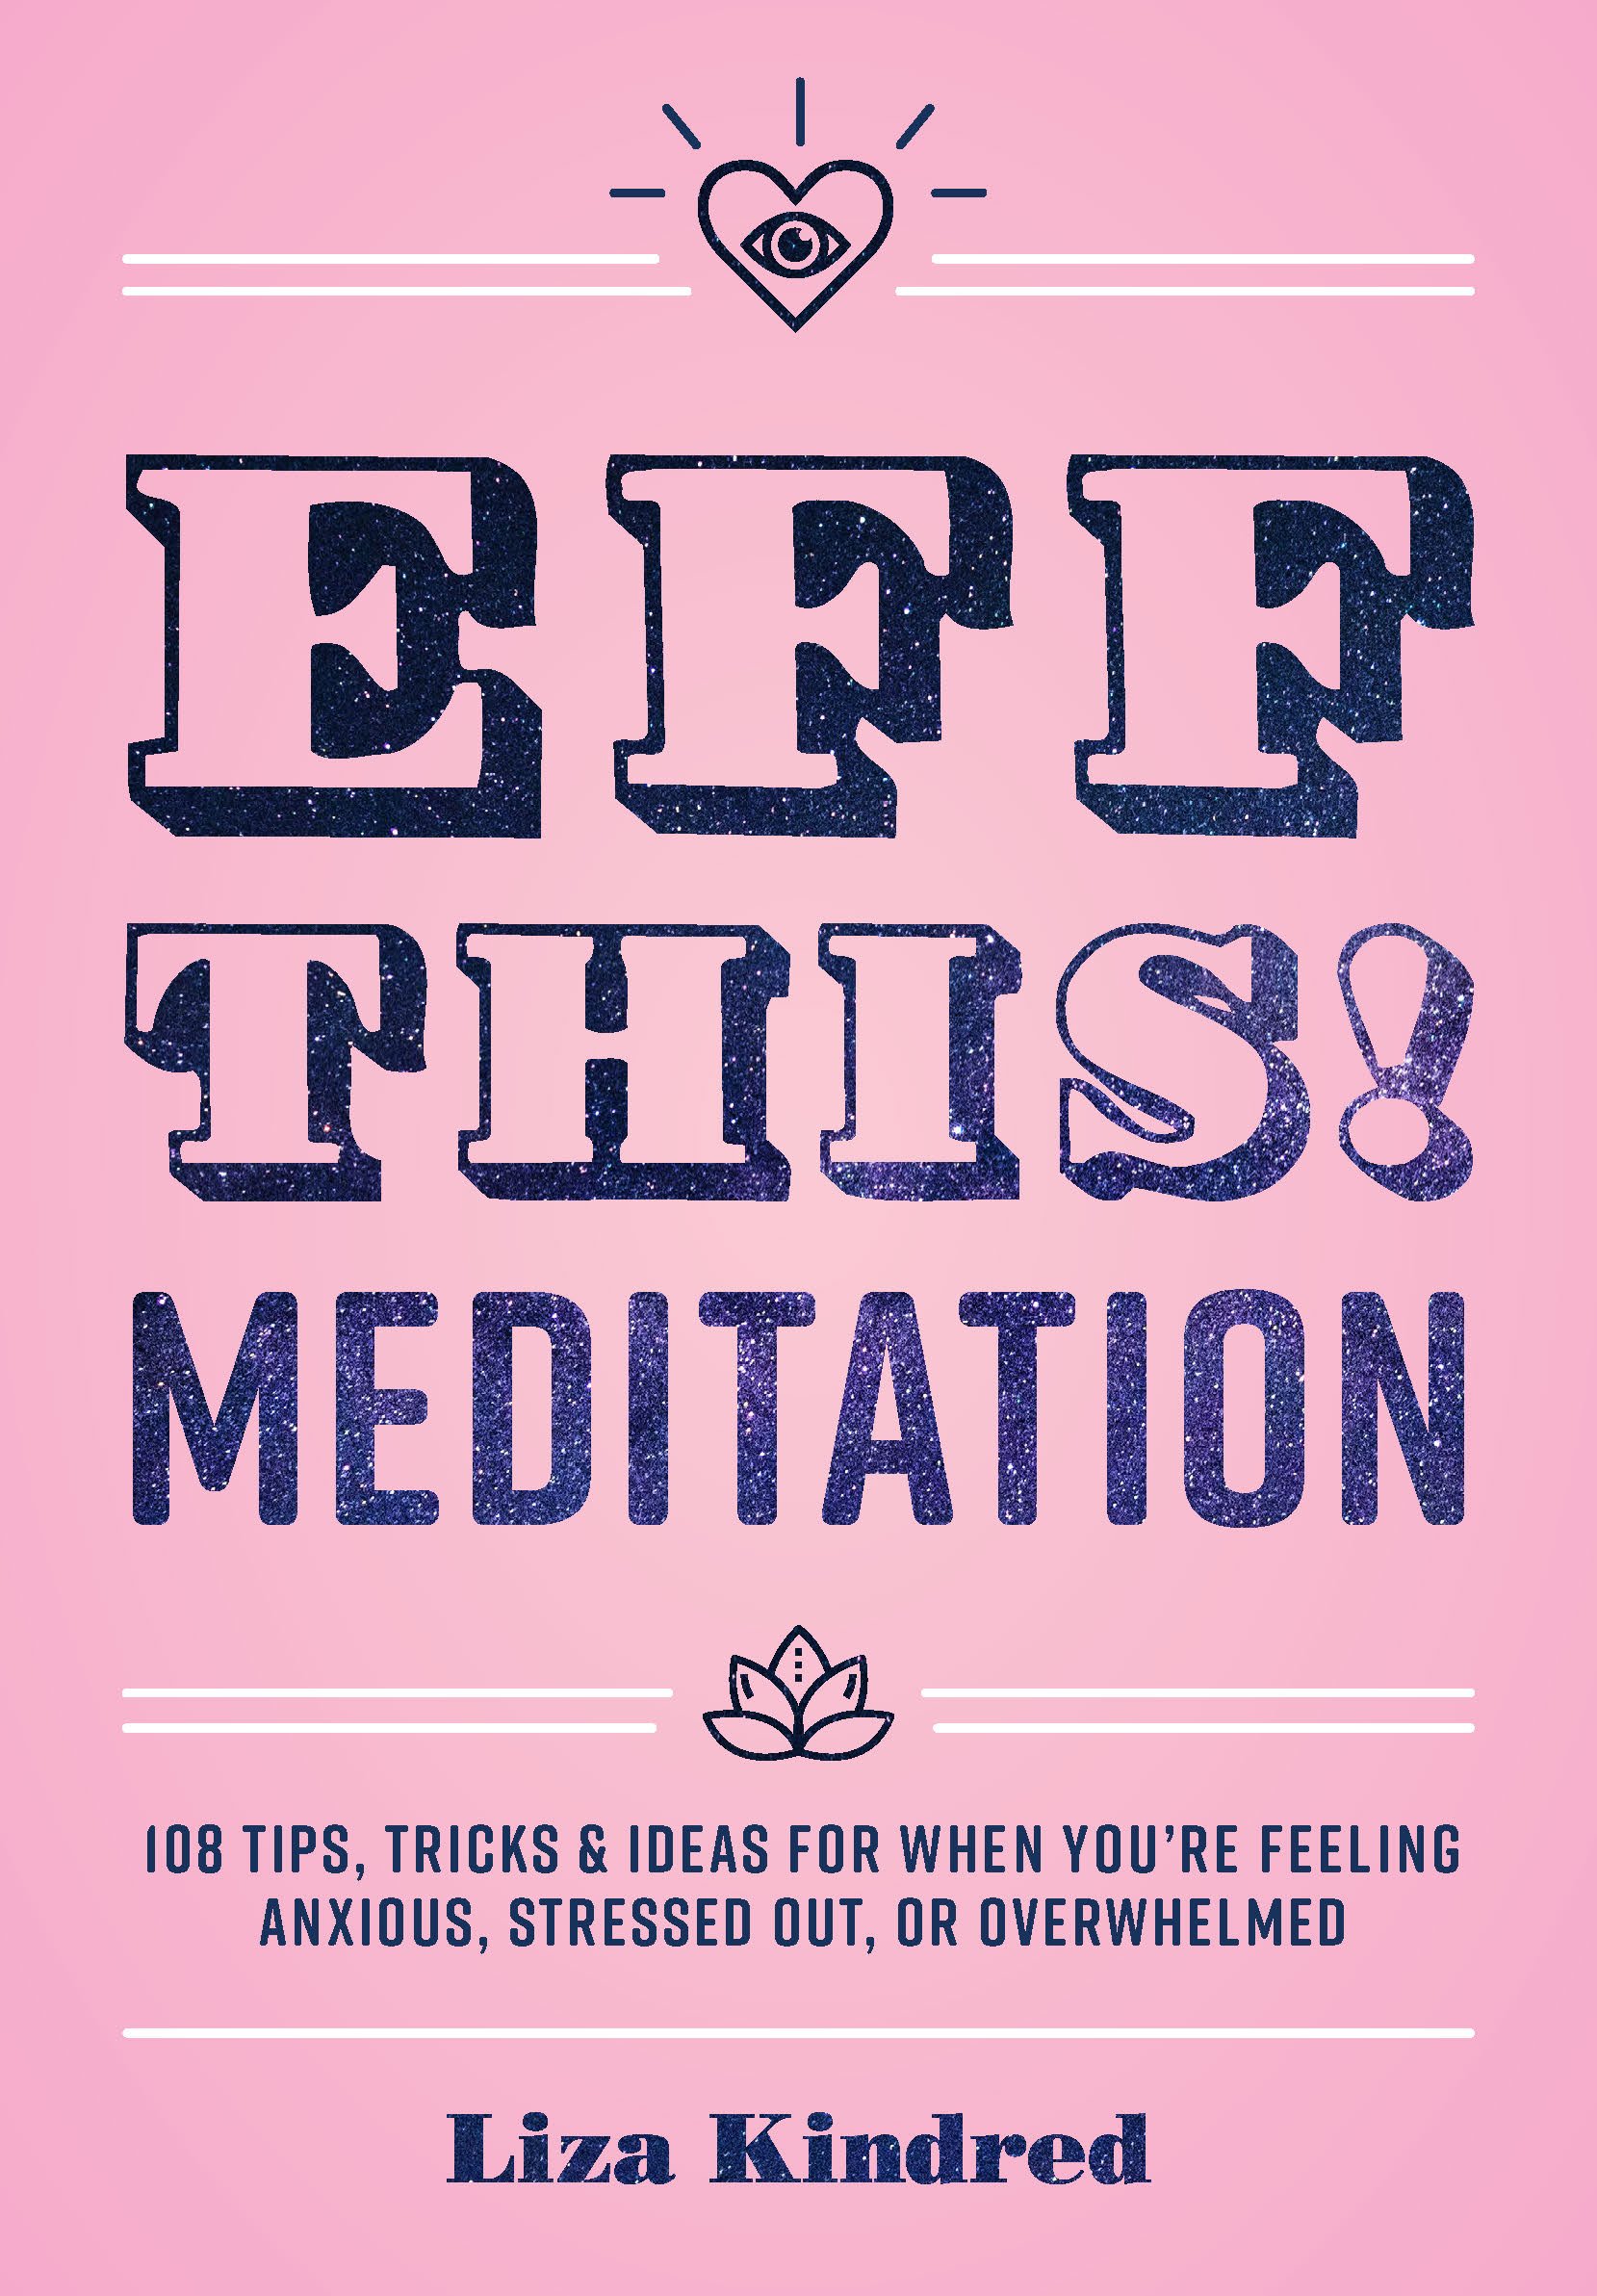 EFF
THIS!
MEDITATION
108 TIPS, TRICKS & IDEAS FOR WHEN YOU'RE FEELING
ANXIOUS, STRESSED OUT, OR OVERWHELMED
Liza Kindred